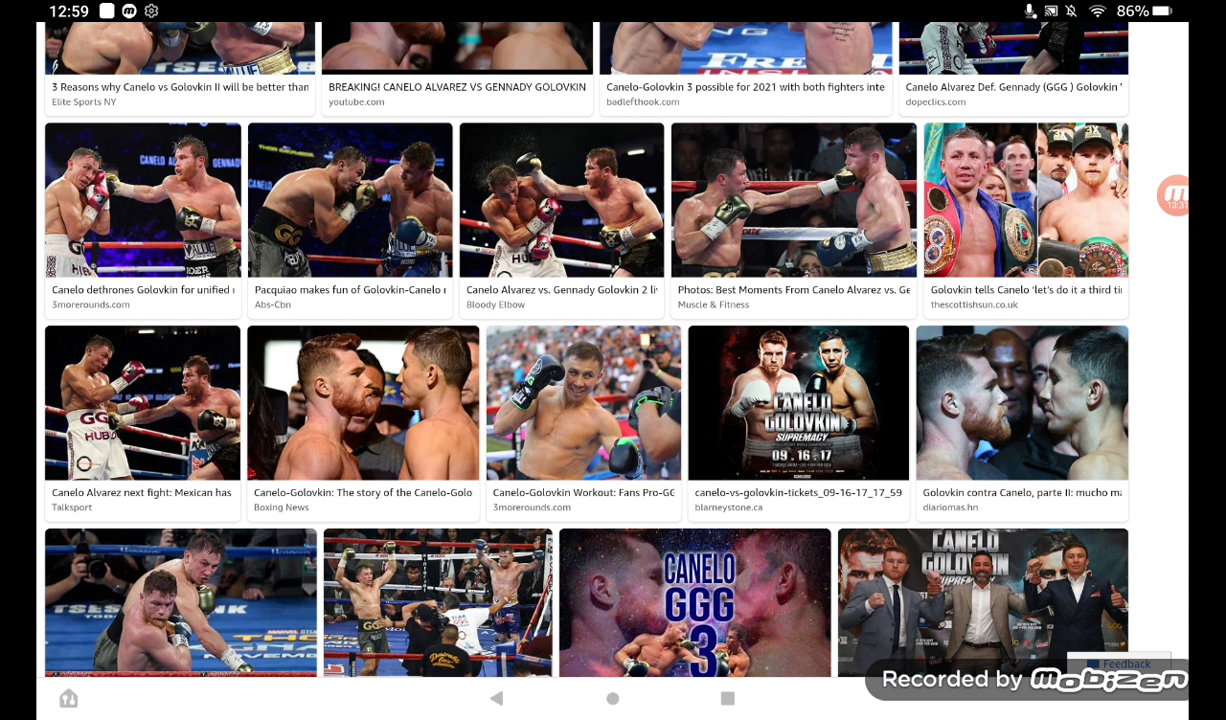 12:59
86%
3 Reasons why Canelo vs Golovkin II will be better than
Elite Sports NY
BREAKING! CANELO ALVAREZ VS GENNADY GOLOVKIN
youtube.com
Canelo-Golovkin 3 possible for 2021 with both fighters inte
badlefthook.com
Canelo Alvarez Def. Gennady (GGG ) Golovkin
dopeclics.com
13:31
Canelo dethrones Golovkin for unified
3morerounds.com
Pacquiao makes fun of Golovkin-Canelo
Abs-Cbn
Canelo Alvarez vs. Gennady Golovkin 2
Bloody Elbow
Photos: Best Moments From Canelo Alvarez vs. Ge
Muscle & Fitness
Golovkin tells Canelo 'let's do it a third
thescottishsun.co.uk
CANELO
GOLOVKIN
SUPREMACY
09.16.17
Canelo Alvarez next fight: Mexican has
Talksport
Canelo-Golovkin: The story of the Canelo-Golo
Boxing News
Canelo-Golovkin Workout: Fans Pro-GG
3morerounds.com
canelo-vs-golovkin-tickets_09-16-17_17_59
blarneystone.ca
Golovkin contra Canelo, parte II: mucho
diariomas.hn
CANELO
GGG
3
CANELO
GOLOVKIN
Feedback
Recorded by mobizen